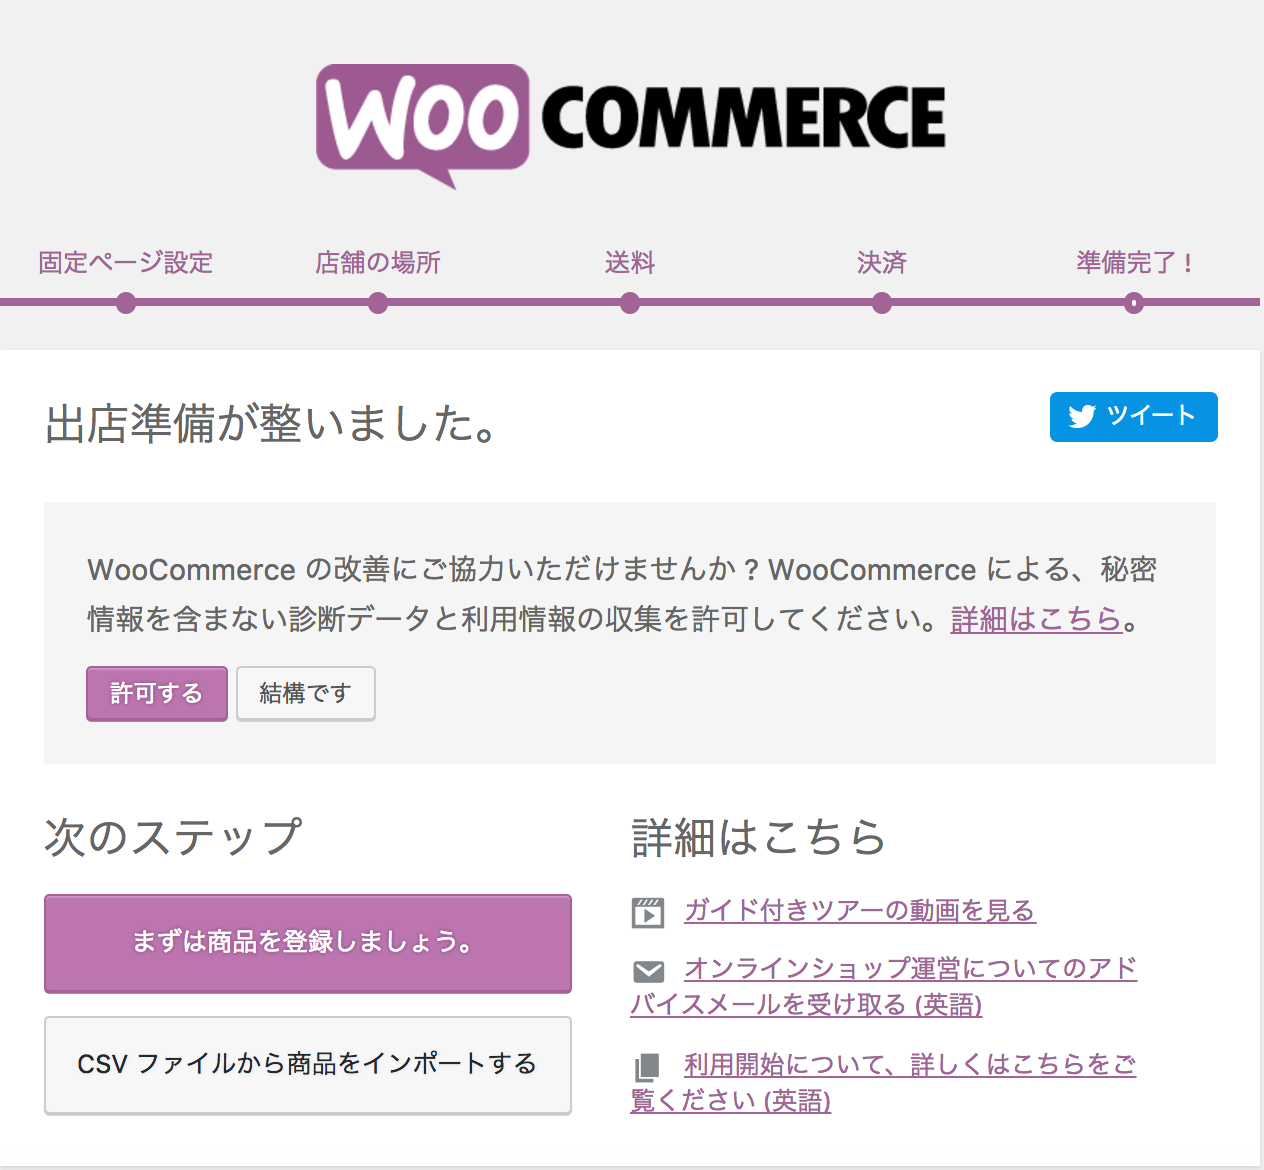 WOO COMMERCE
固定ページ設定
店舗の場所
送料
決済
準備完了！
出店準備が整いました。
ツイート
WooCommerce の改善にご協力いただけませんか？WooCommerce による、秘密
情報を含まない診断データと利用情報の収集を許可してください。詳細はこちら。
許可する
結構です
次のステップ
まずは商品を登録しましょう。
CSV ファイルから商品をインポートする
詳細はこちら
ガイド付きツアーの動画を見る
オンラインショップ運営についてのアド
バイスメールを受け取る (英語)
利用開始について、詳しくはこちらをご
覧ください (英語)